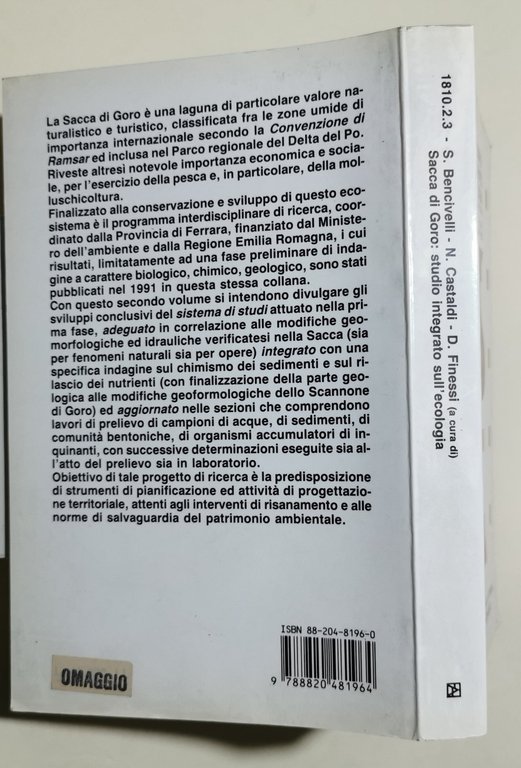 La Sacca di Goro è una laguna di particolare valore na-
turalistico e turistico, classificata fra le zone umide di
importanza internazionale secondo la Convenzione di
Ramsar ed inclusa nel Parco regionale del Delta del Po.
Riveste altresì notevole importanza economica e socia-
le, per l'esercizio della pesca e, in particolare, della mol-
luschicoltura.
Finalizzato alla conservazione e sviluppo di questo eco-
sistema è il programma interdisciplinare di ricerca, coor-
dinato dalla Provincia di Ferrara, finanziato dal Ministe-
ro dell'ambiente e dalla Regione Emilia Romagna, i cui
risultati, limitatamente ad una fase preliminare di inda-
gine a carattere biologico, chimico, geologico, sono stati
pubblicati nel 1991 in questa stessa collana.
Con questo secondo volume si intendono divulgare gli
sviluppi conclusivi del sistema di studi attuato nella pri-
ma fase, adeguato in correlazione alle modifiche geo-
morfologiche ed idrauliche verificatesi nella Sacca (sia
per fenomeni naturali sia per opere) integrato con una
specifica indagine sul chimismo dei sedimenti e sul ri-
lascio dei nutrienti (con finalizzazione della parte geo-
logica alle modifiche geoformologiche dello Scannone
di Goro) ed aggiornato nelle sezioni che comprendono
lavori di prelievo di campioni di acque, di sedimenti, di
comunità bentoniche, di organismi accumulatori di in-
quinanti, con successive determinazioni eseguite sia al-
l'atto del prelievo sia in laboratorio.
Obiettivo di tale progetto di ricerca è la predisposizione
di strumenti di pianificazione ed attività di progettazio-
ne territoriale, attenti agli interventi di risanamento e alle
norme di salvaguardia del patrimonio ambientale.
OMAGGIO
ISBN 88-204-8196-0
9 788820 481964
1810.2.3 - S. Bencivelli - N. Castaldi - D. Finessi (a cura di)
Sacca di Goro: studio integrato sull'ecologia